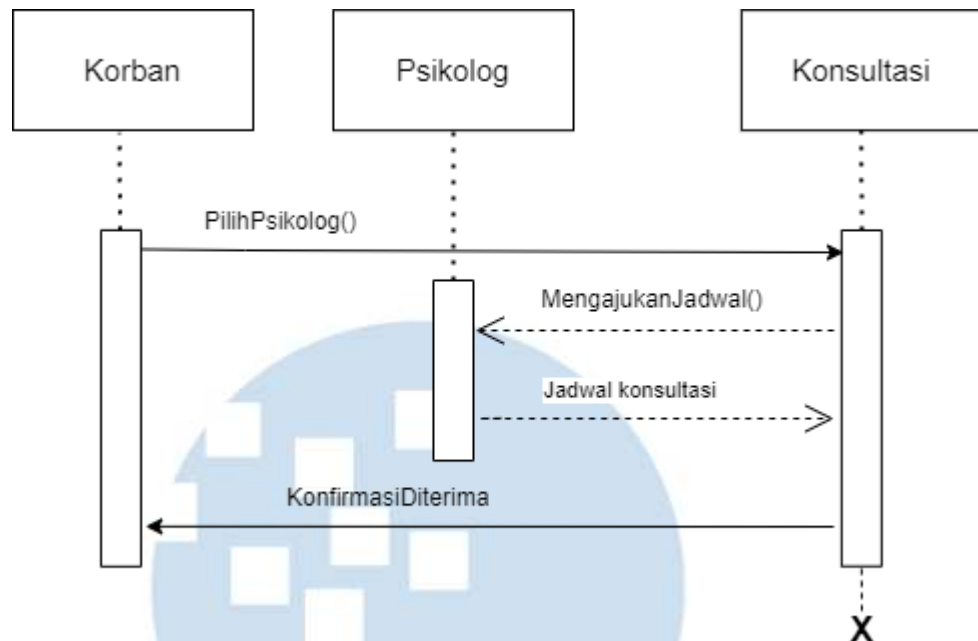 Korban
Psikolog
Konsultasi
PilihPsikolog()
MengajukanJadwal()
Jadwal konsultasi
KonfirmasiDiterima
X